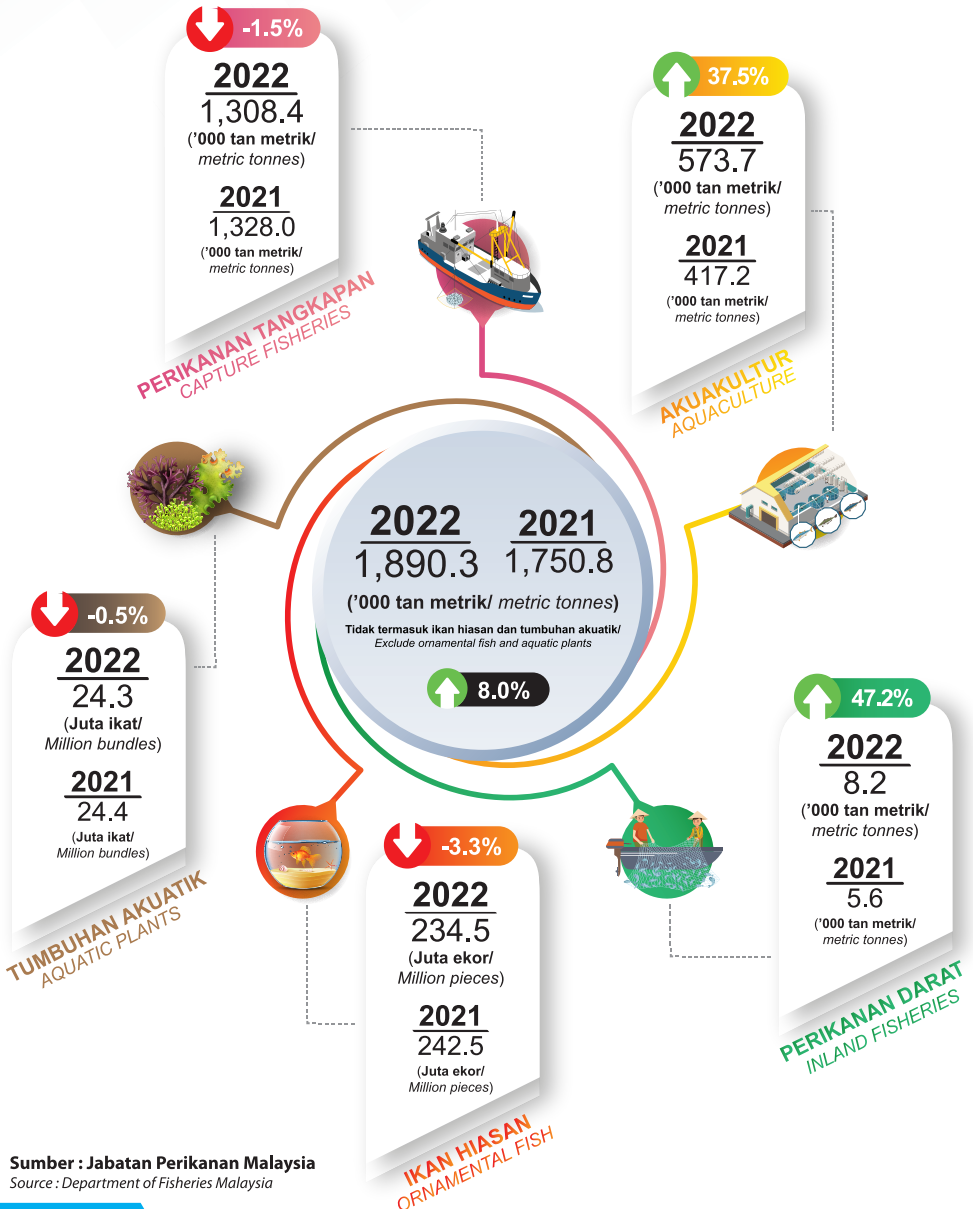 -1.5%
2022
1,308.4
('000 tan metrik/
metric tonnes)
2021
1,328.0
('000 tan metrik/
metric tonnes)
PERIKANAN TANGKAPAN
CAPTURE FISHERIES
37.5%
2022
573.7
('000 tan metrik/
metric tonnes)
2021
417.2
('000 tan metrik/
metric tonnes)
AKUAKULTUR
AQUACULTURE
2022
1,890.3
2021
1,750.8
('000 tan metrik/ metric tonnes)
Tidak termasuk ikan hiasan dan tumbuhan akuatik/
Exclude ornamental fish and aquatic plants
8.0%
-0.5%
2022
24.3
(Juta ikat/
Million bundles)
2021
24.4
(Juta ikat/
Million bundles)
TUMBUHAN AKUATIK
AQUATIC PLANTS
-3.3%
2022
234.5
(Juta ekor/
Million pieces)
2021
242.5
(Juta ekor/
Million pieces)
IKAN HIASAN
ORNAMENTAL FISH
47.2%
2022
8.2
('000 tan metrik/
metric tonnes)
2021
5.6
('000 tan metrik/
metric tonnes)
PERIKANAN DARAT
INLAND FISHERIES
Sumber : Jabatan Perikanan Malaysia
Source : Department of Fisheries Malaysia